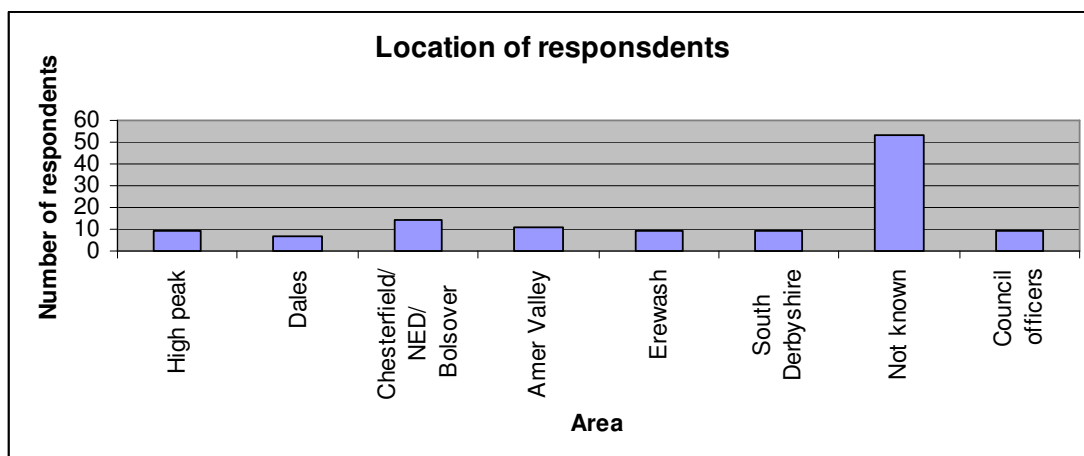 Location of responsdents
Number of respondents
60
50
40
30
20
10
0
High peak
Dales
Chesterfield/
NED/
Bolsover
Amer Valley
Erewash
South
Derbyshire
Not known
Council
officers
Area